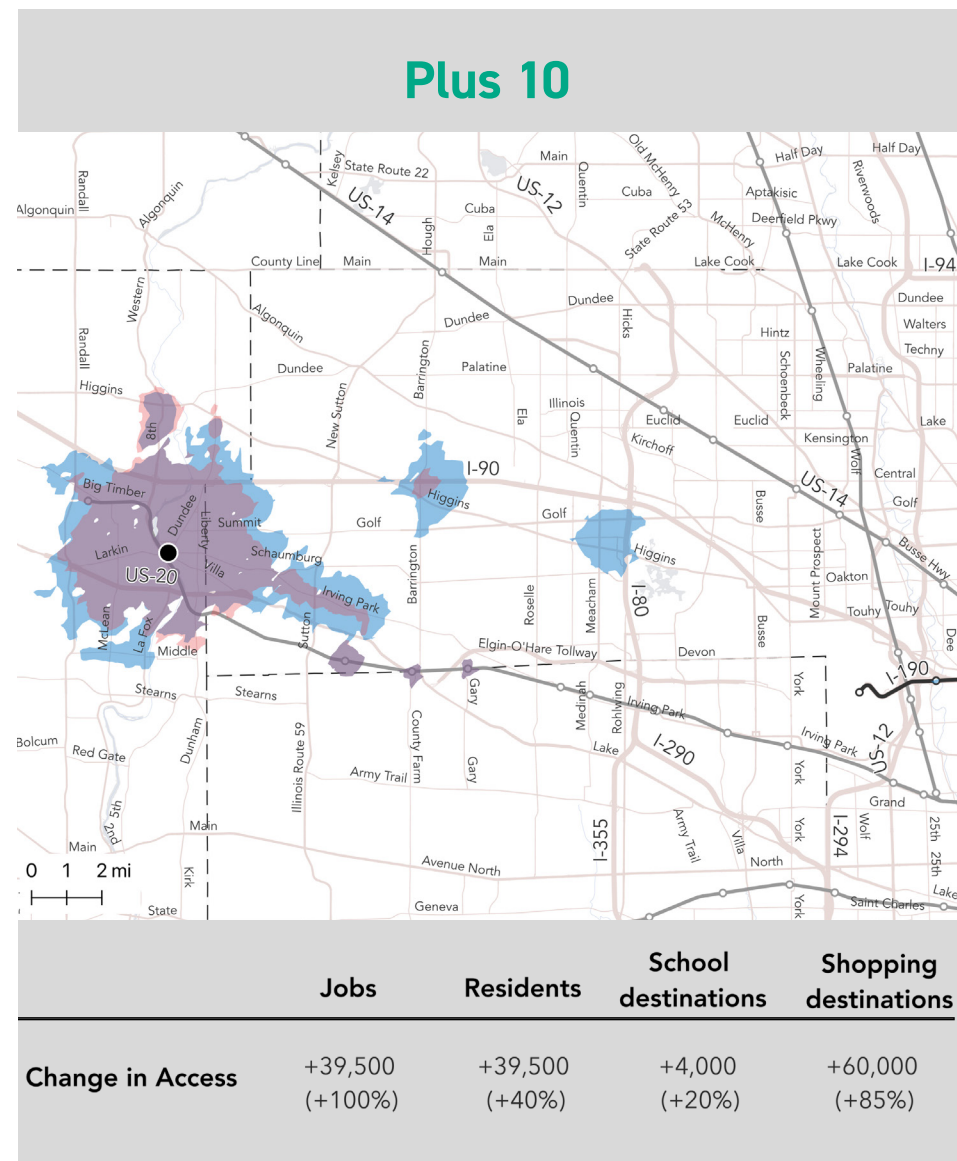 Plus 10
Randall
Algonquin
Algonquin
Kelsey
State Route 22
US-14
Hough
Cuba
Ela
Main
US-12
Quentin
Old McHenry
Cuba
State Route 53
McHenry
Half Day
Half Day
Aptakisic
Riverwoods
Deerfield Pkwy
County Line
Main
Main
Lake Cook
Lake Cook
I-94
Western
Algonquin
Dundee
Dundee
Hicks
Dundee
Walters
Techny
Hintz
Randall
Dundee
Barrington
Palatine
Schoenbeck
Wheeling
Palatine
Higgins
New Sutton
Ela
Illinois
Quentin
Euclid
Euclid
Lake
8th
Kirchoff
Kensington
Wolf
I-90
Central
Big Timber
Higgins
US-14
Golf
Dundee
Liberty
Summit
Golf
Golf
Busse
Mount Prospect
Busse Hwy
Larkin
Villa
Schaumburg
Higgins
US-20
Barrington
Oakton
Irving Park
Roselle
Meacham
I-80
Touhy
Touhy
McLean
La Fox
Sutton
Busse
Dee
Middle
Elgin-O'Hare Tollway
Devon
I-190
Stearns
Stearns
Gary
Medinah
Rohlwing
York
Irving Park
Bolcum
Red Gate
Dunham
Illinois Route 59
County Farm
Lake
I-290
Irving Park
US-12
Army Trail
Gary
York
Grand
2nd
5th
Main
Main
I-355
Army Trail
Villa
York
I-294
Wolf
25th
25th
0 1 2 mi
Kirk
Avenue North
North
State
Geneva
York
Saint Charles
Lake
Jobs
Residents
School
destinations
Shopping
destinations
Change in Access
+39,500
(+100%)
+39,500
(+40%)
+4,000
(+20%)
+60,000
(+85%)